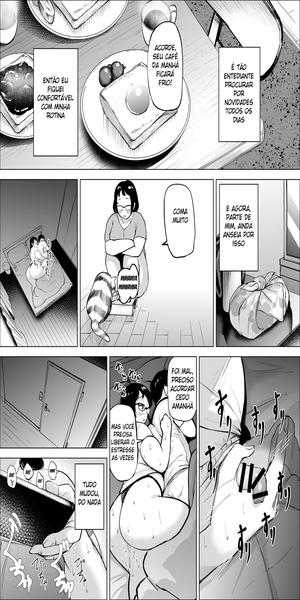 É TÃO
ENTEDIANTE
PROCURAR
POR
NOVIDADES
TODOS OS
DIAS
ACORDE,
SEU CAFÉ
DA MANHÃ
FICARÁ
FRIO!
ENTÃO EU
FIQUEI
CONFORTÁVEL
COM MINHA
ROTINA
E AGORA,
PARTE DE
MIM, AINDA
ANSEIA POR
ISSO
COMA
MUITO
FOI MAL,
PRECISO
ACORDAR
CEDO
AMANHÃ
MAS VOCÊ
PRECISA
LIBERAR O
ESTRESSE
AS VEZES
TUDO
MUDOU,
DO NADA